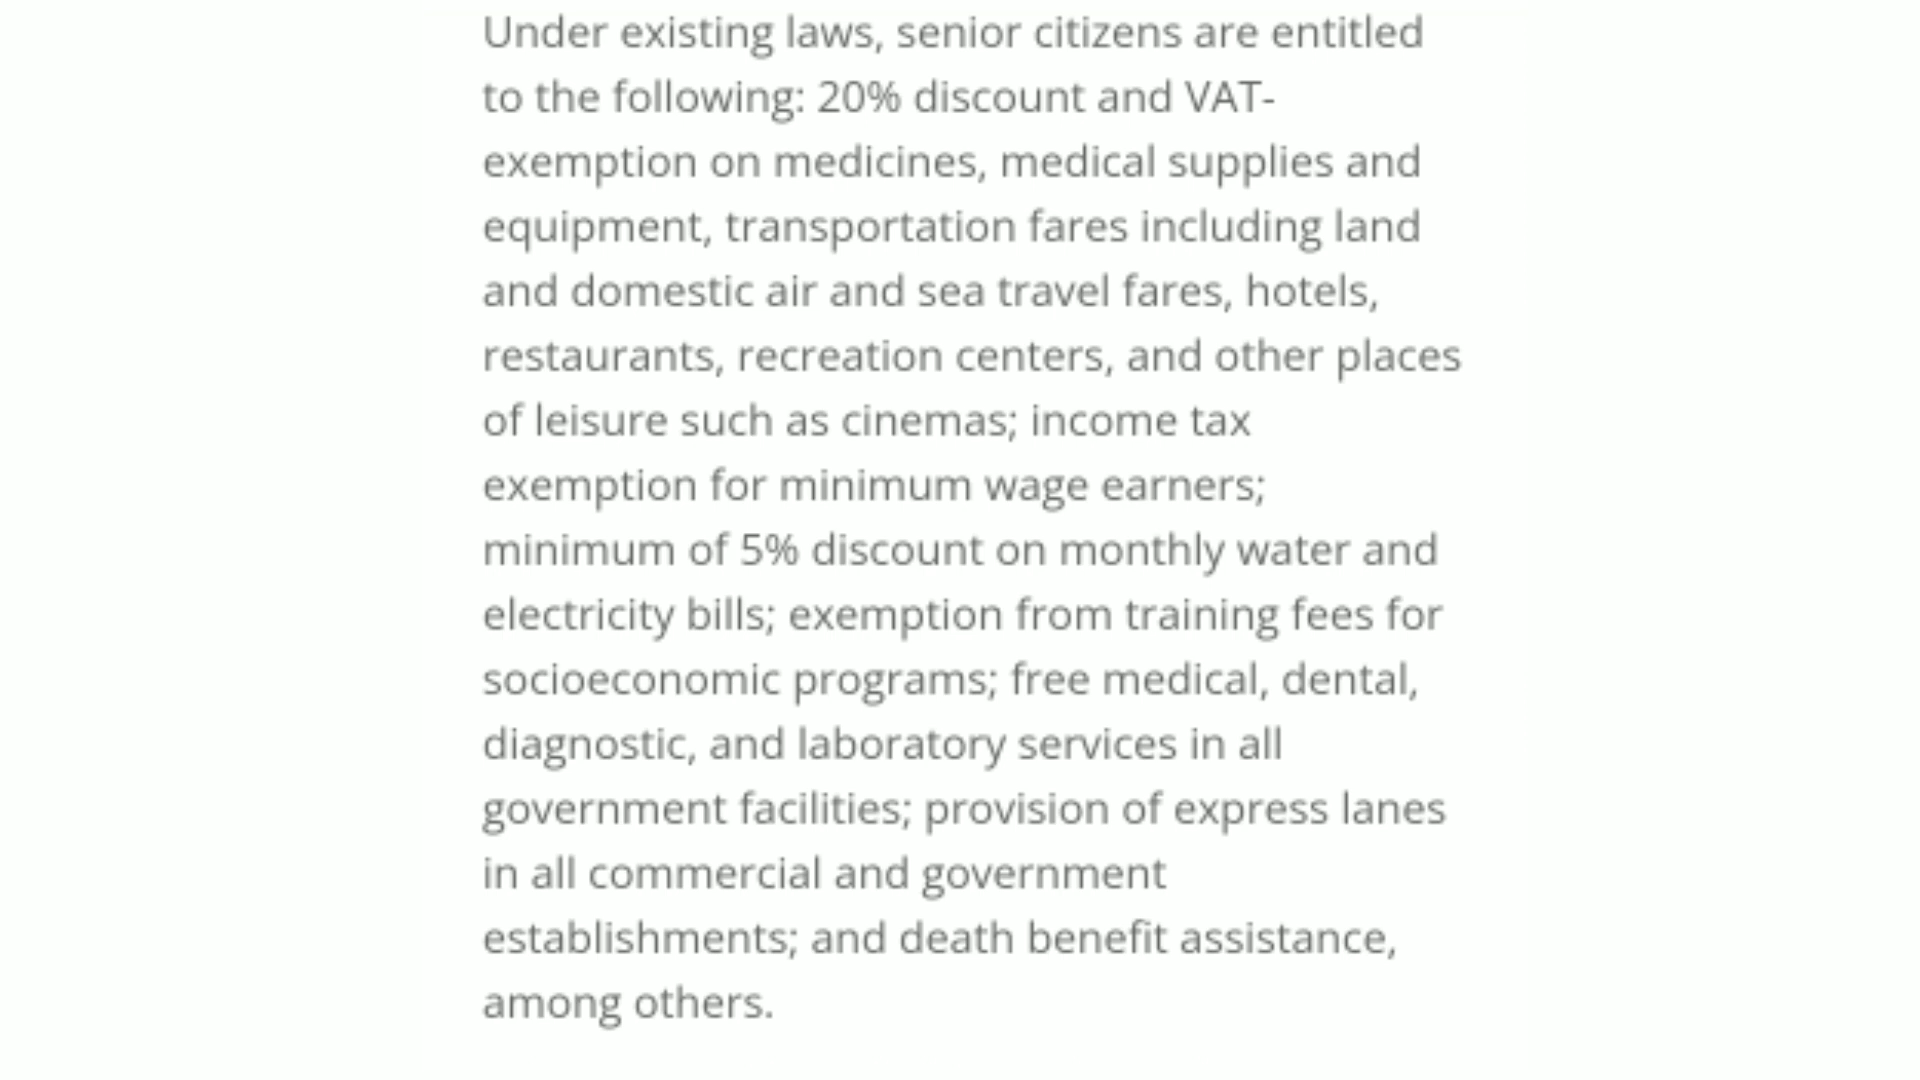 Under existing laws, senior citizens are entitled
to the following: 20% discount and VAT-
exemption on medicines, medical supplies and
equipment, transportation fares including land
and domestic air and sea travel fares, hotels,
restaurants, recreation centers, and other places
of leisure such as cinemas; income tax
exemption for minimum wage earners;
minimum of 5% discount on monthly water and
electricity bills; exemption from training fees for
socioeconomic programs; free medical, dental,
diagnostic, and laboratory services in all
government facilities; provision of express lanes
in all commercial and government
establishments; and death benefit assistance,
among others.